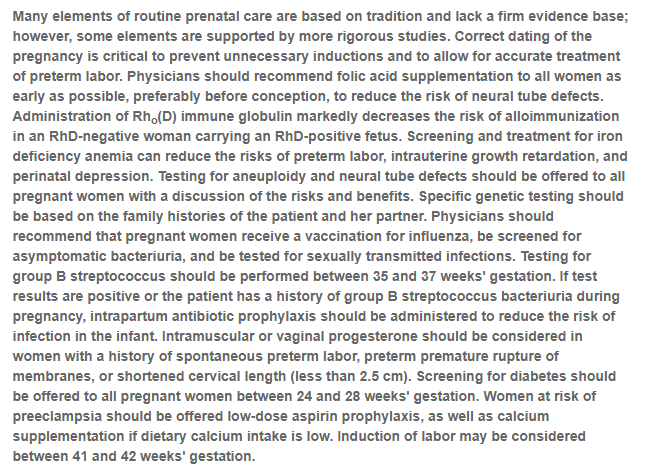 Many elements of routine prenatal care are based on tradition and lack a firm evidence base;
however, some elements are supported by more rigorous studies. Correct dating of the
pregnancy is critical to prevent unnecessary inductions and to allow for accurate treatment
of preterm labor. Physicians should recommend folic acid supplementation to all women as
early as possible, preferably before conception, to reduce the risk of neural tube defects.
Administration of Rho(D) immune globulin markedly decreases the risk of alloimmunization
in an RhD-negative woman carrying an RhD-positive fetus. Screening and treatment for iron
deficiency anemia can reduce the risks of preterm labor, intrauterine growth retardation, and
perinatal depression. Testing for aneuploidy and neural tube defects should be offered to all
pregnant women with a discussion of the risks and benefits. Specific genetic testing should
be based on the family histories of the patient and her partner. Physicians should
recommend that pregnant women receive a vaccination for influenza, be screened for
asymptomatic bacteriuria, and be tested for sexually transmitted infections. Testing for
group B streptococcus should be performed between 35 and 37 weeks' gestation. If test
results are positive or the patient has a history of group B streptococcus bacteriuria during
pregnancy, intrapartum antibiotic prophylaxis should be administered to reduce the risk of
infection in the infant. Intramuscular or vaginal progesterone should be considered in
women with a history of spontaneous preterm labor, preterm premature rupture of
membranes, or shortened cervical length (less than 2.5 cm). Screening for diabetes should
be offered to all pregnant women between 24 and 28 weeks' gestation. Women at risk of
preeclampsia should be offered low-dose aspirin prophylaxis, as well as calcium
supplementation if dietary calcium intake is low. Induction of labor may be considered
between 41 and 42 weeks' gestation.